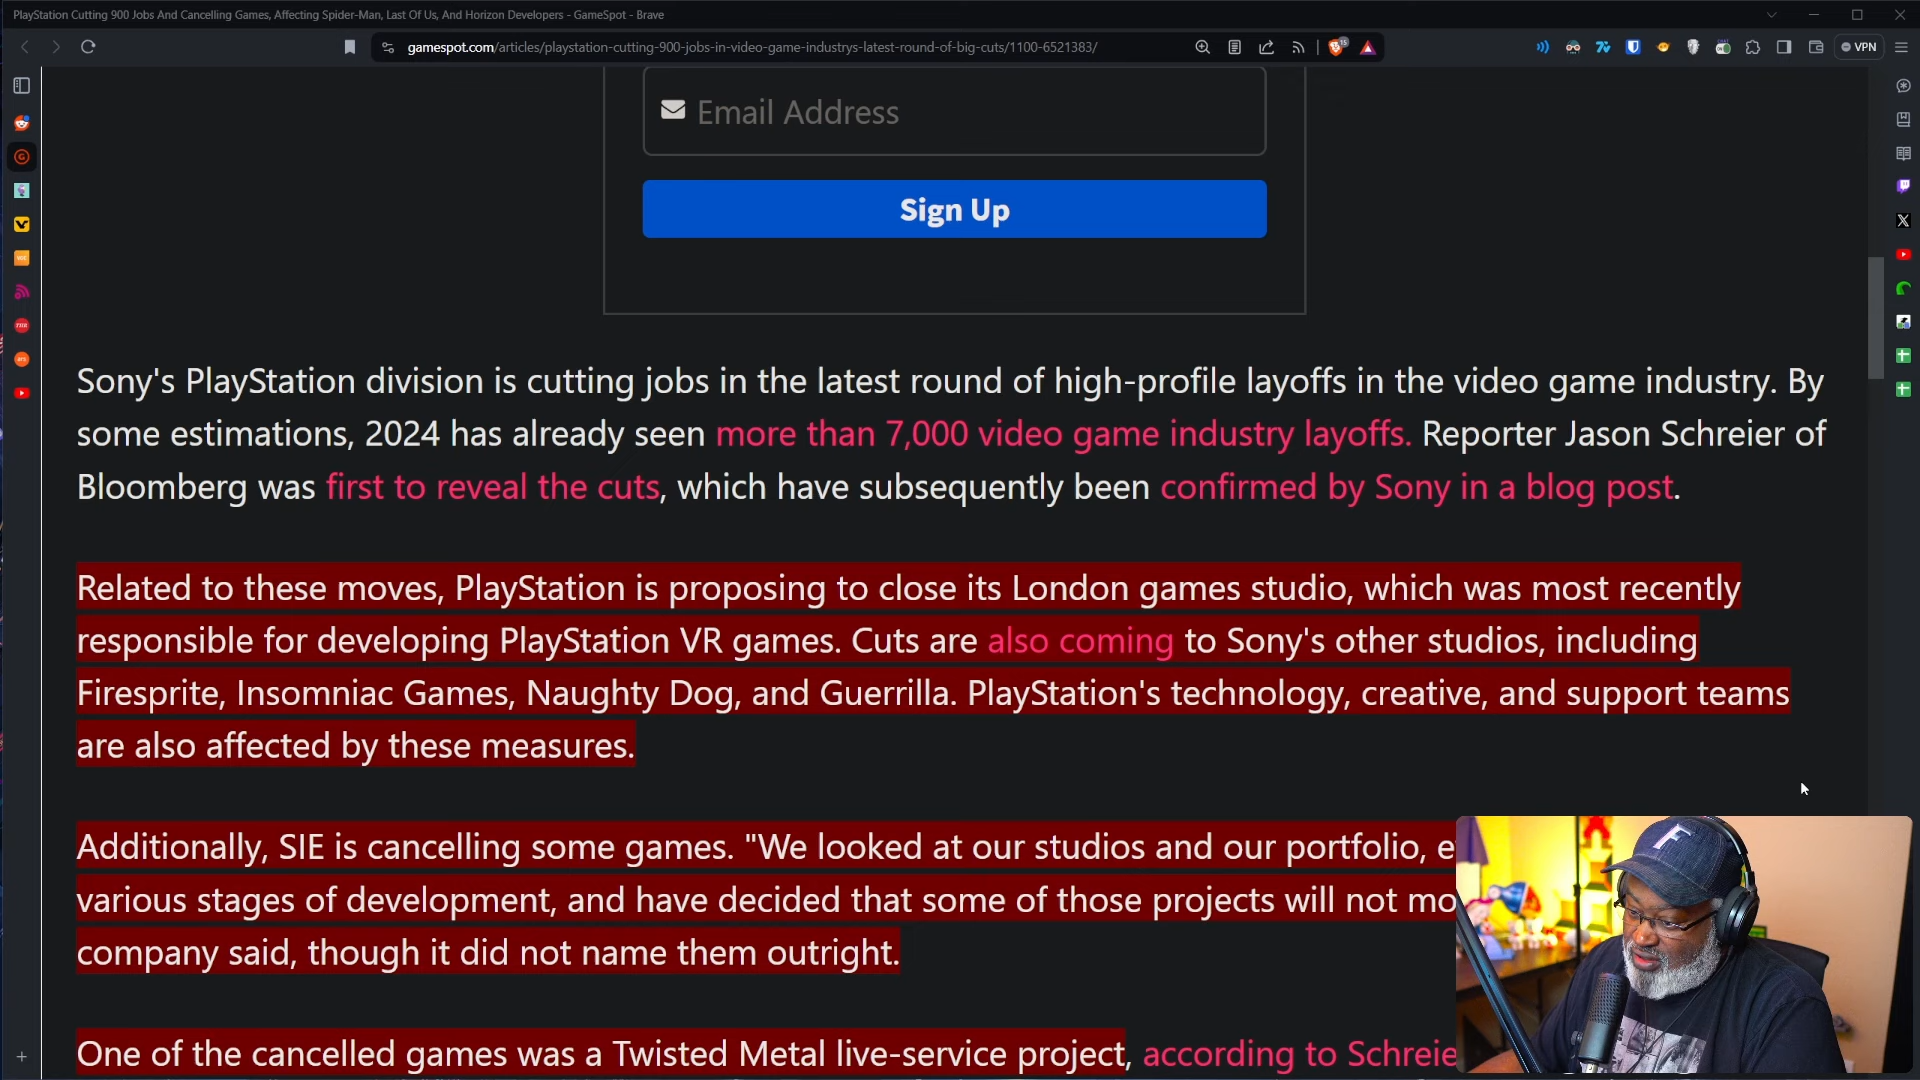 PlayStation Cutting 900 Jobs And Cancelling Games, Affecting Spider-Man, Last Of Us, And Horizon Developers - GameSpot - Brave
gamespot.com/articles/playstation-cutting-900-jobs-in-video-game-industrys-latest-round-of-big-cuts/1100-6521383/
VPN
Email Address
Sign Up
Sony's PlayStation division is cutting jobs in the latest round of high-profile layoffs in the video game industry. By
some estimations, 2024 has already seen more than 7,000 video game industry layoffs. Reporter Jason Schreier of
Bloomberg was first to reveal the cuts, which have subsequently been confirmed by Sony in a blog post.
Related to these moves, PlayStation is proposing to close its London games studio, which was most recently
responsible for developing PlayStation VR games. Cuts are also coming to Sony's other studios, including
Firesprite, Insomniac Games, Naughty Dog, and Guerrilla. PlayStation's technology, creative, and support teams
are also affected by these measures.
Additionally, SIE is cancelling some games. "We looked at our studios and our portfolio, e
various stages of development, and have decided that some of those projects will not mo
company said, though it did not name them outright.
One of the cancelled games was a Twisted Metal live-service project, according to Schreie